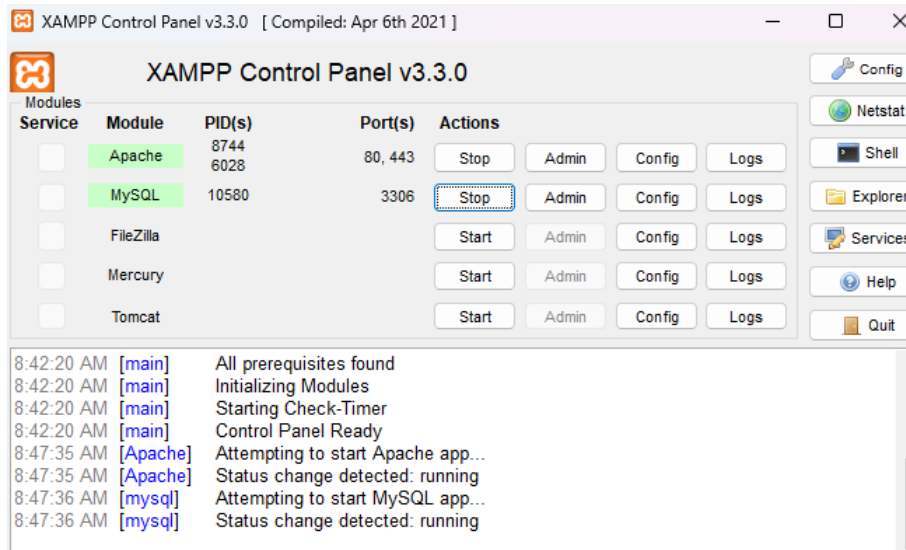 XAMPP Control Panel v3.3.0 [ Compiled: Apr 6th 2021 ]
XAMPP Control Panel v3.3.0
Config
Modules
Service Module PID(s) Port(s) Actions
Netstat
Apache 8744 6028 80, 443 Stop Admin Config Logs
Shell
MySQL 10580 3306 Stop Admin Config Logs
Explorer
FileZilla Start Admin Config Logs
Services
Mercury Start Admin Config Logs
Help
Tomcat Start Admin Config Logs
Quit
8:42:20 AM [main] All prerequisites found
8:42:20 AM [main] Initializing Modules
8:42:20 AM [main] Starting Check-Timer
8:42:20 AM [main] Control Panel Ready
8:47:35 AM [Apache] Attempting to start Apache app...
8:47:35 AM [Apache] Status change detected: running
8:47:36 AM [mysql] Attempting to start MySQL app...
8:47:36 AM [mysql] Status change detected: running